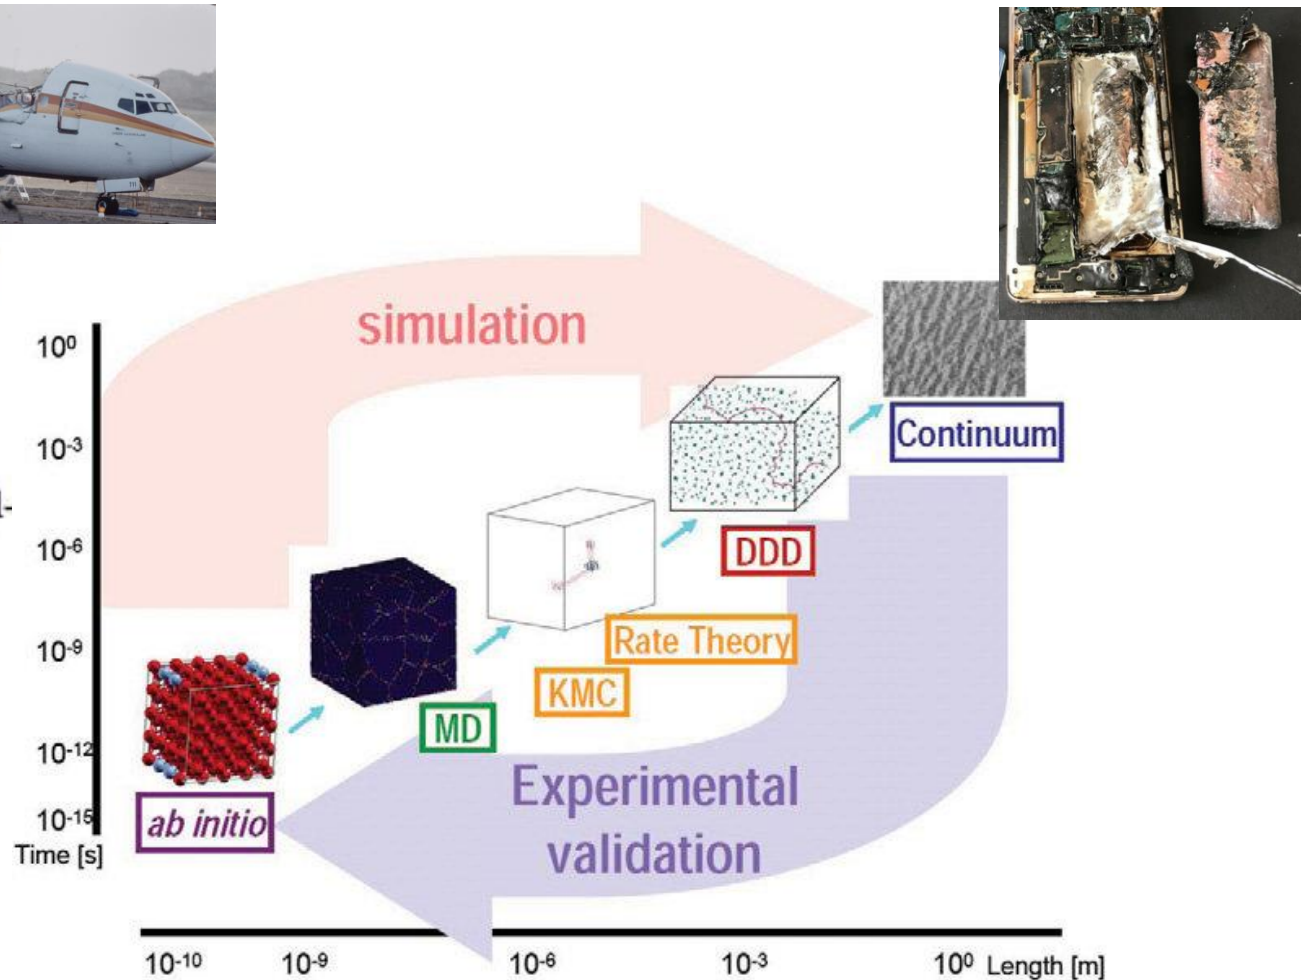 simulation
10⁰
10⁻³
10⁻⁶
10⁻⁹
10⁻¹²
10⁻¹⁵
Time [s]
Continuum
DDD
Rate Theory
KMC
MD
ab initio
Experimental
validation
10⁻¹⁰
10⁻⁹
10⁻⁶
10⁻³
10⁰
Length [m]